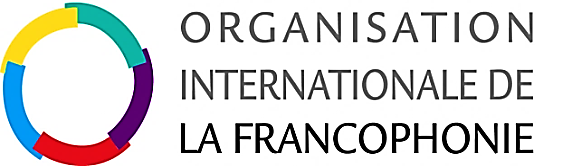 ORGANISATION
INTERNATIONALE DE
LA FRANCOPHONIE